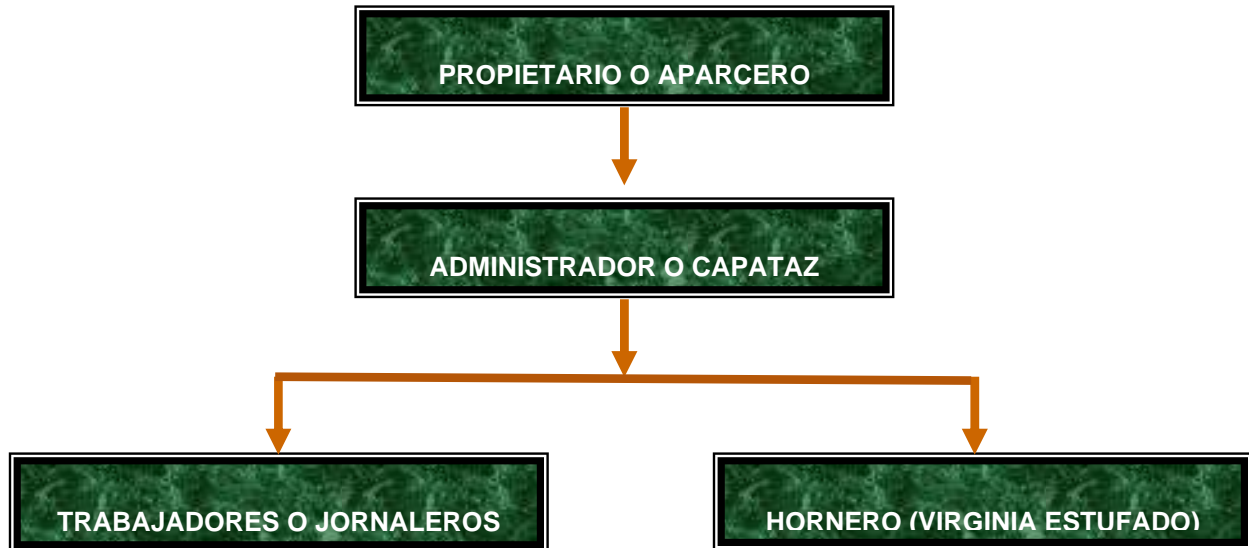 PROPIETARIO O APARCERO
ADMINISTRADOR O CAPATAZ
TRABAJADORES O JORNALEROS
HORNERO (VIRGINIA ESTUFADO)